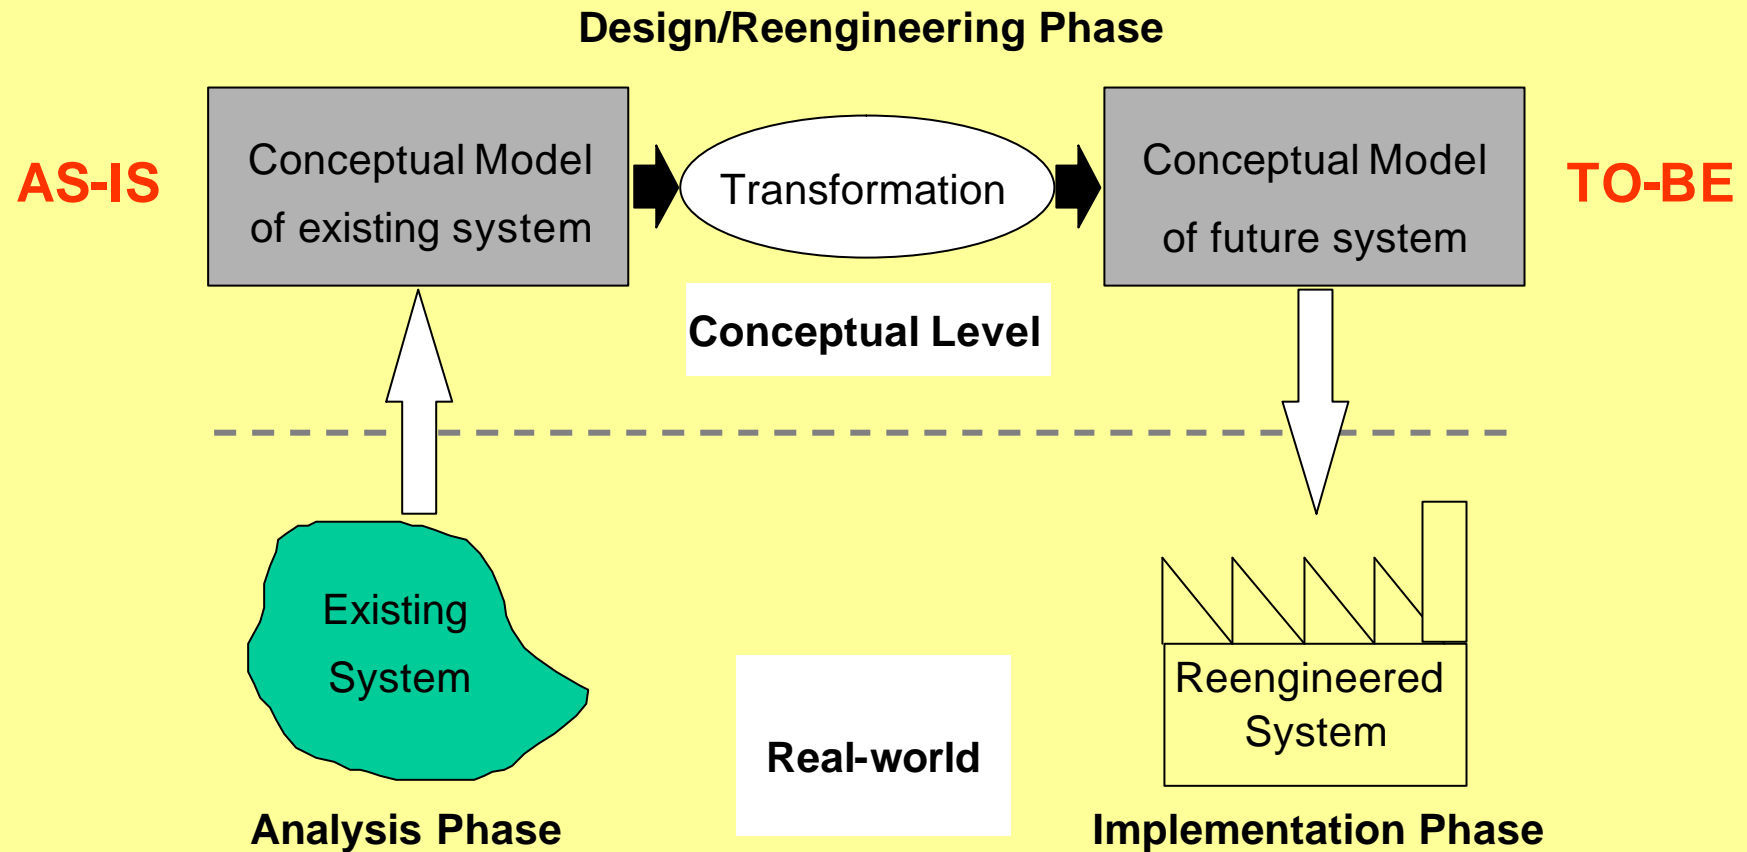 Design/Reengineering Phase
AS-IS
Conceptual Model
of existing system
Transformation
Conceptual Model
of future system
TO-BE
Conceptual Level
Existing
System
Real-world
Reengineered
System
Analysis Phase
Implementation Phase